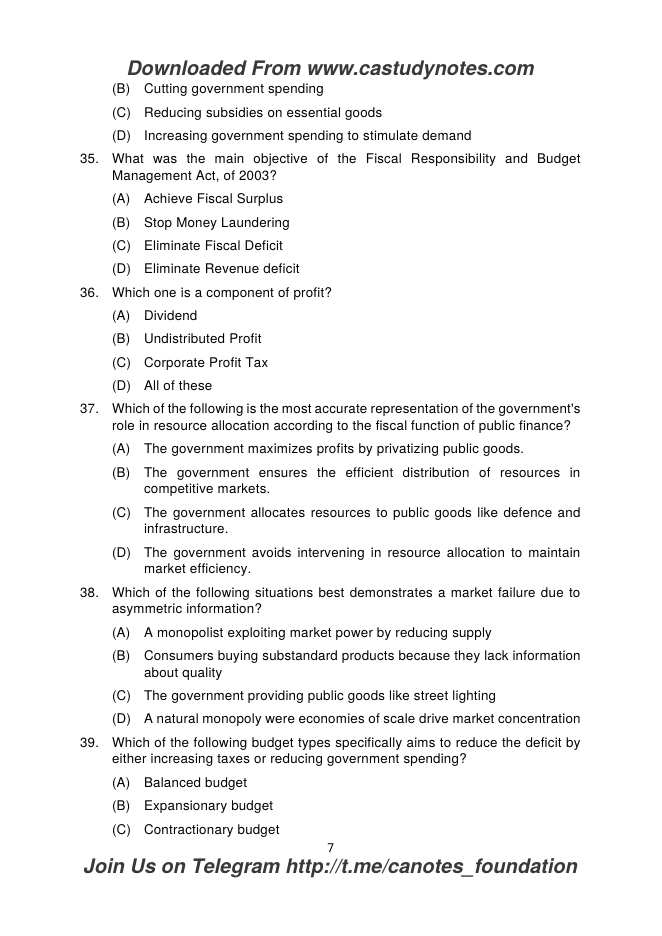 Downloaded From www.castudynotes.com
(B) Cutting government spending
(C) Reducing subsidies on essential goods
(D) Increasing government spending to stimulate demand
35. What was the main objective of the Fiscal Responsibility and Budget
Management Act, of 2003?
(A) Achieve Fiscal Surplus
(B) Stop Money Laundering
(C) Eliminate Fiscal Deficit
(D) Eliminate Revenue deficit
36. Which one is a component of profit?
(A) Dividend
(B) Undistributed Profit
(C) Corporate Profit Tax
(D) All of these
37. Which of the following is the most accurate representation of the government's
role in resource allocation according to the fiscal function of public finance?
(A) The government maximizes profits by privatizing public goods.
(B) The government ensures the efficient distribution of resources in
competitive markets.
(C) The government allocates resources to public goods like defence and
infrastructure.
(D) The government avoids intervening in resource allocation to maintain
market efficiency.
38. Which of the following situations best demonstrates a market failure due to
asymmetric information?
(A) A monopolist exploiting market power by reducing supply
(B) Consumers buying substandard products because they lack information
about quality
(C) The government providing public goods like street lighting
(D) A natural monopoly were economies of scale drive market concentration
39. Which of the following budget types specifically aims to reduce the deficit by
either increasing taxes or reducing government spending?
(A) Balanced budget
(B) Expansionary budget
(C) Contractionary budget
7
Join Us on Telegram http://t.me/canotes_foundation